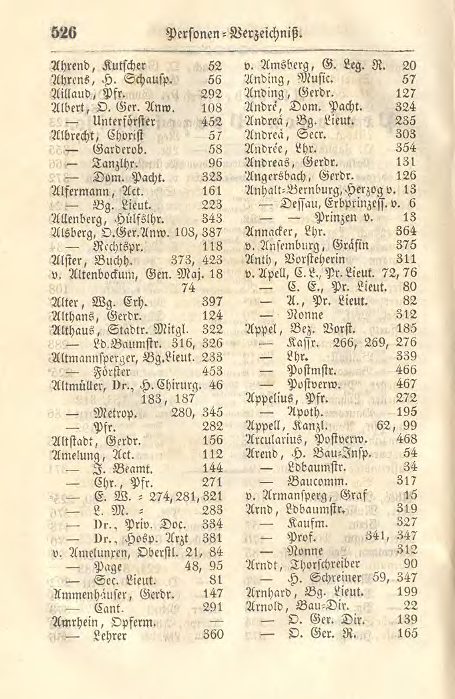 526
Personen=Verzeichniß.
Ahrend, Kutscher 52
Ahrens, H. Schausp. 56
Aillaud, Pfr. 292
Albert, O. Ger. Anw. 108
— Unterförster 452
Albrecht, Chorist 57
— Garderob. 58
— Tanzlhr. 96
— Dom. Pacht. 323
Alfermann, Act. 161
— Bg. Lieut. 223
Allenberg, Hülfslhr. 343
Alsberg, O.Ger.Anw. 108, 387
— Rechtspr. 118
Alster, Buchh. 373, 423
v. Altenbockum, Gen. Maj. 18
74
Alter, Wg. Erh. 397
Althans, Gerdr. 124
Althaus, Stadtr. Mitgl. 322
— Ld.Baumstr. 316, 326
Altmannsperger, Bg.Lieut. 233
— Förster 453
Altmüller, Dr., H.Chirurg. 46
183, 187
— Metrop. 280, 345
— Pfr. 282
Altstadt, Gerdr. 156
Amelung, Act. 112
— J. Beamt. 144
— Chr., Pfr. 271
— E. W. = 274,281,321
— L. M. = 283
— Dr., Priv. Doc. 334
— Dr., Hosp. Arzt 381
v. Amelunxen, Oberstl. 21, 84
— Page 48, 95
— Sec. Lieut. 81
Ammenhäuser, Gerdr. 147
— Cant. 291
Amrhein, Opferm. —
— Lehrer 360
v. Amsberg, G. Leg. R. 20
Anding, Music. 57
Anding, Gerdr. 127
André, Dom. Pacht. 324
Andreä, Bg. Lieut. 235
Andreä, Secr. 303
Andrée, Lhr. 354
Andreas, Gerdr. 131
Angersbach, Gerdr. 126
Anhalt=Bernburg, Herzog v. 13
— Dessau, Erbprinzess. v. 6
— — Prinzen v. 13
Annacker, Lhr. 364
v. Ansemburg, Gräfin 375
Anth, Vorsteherin 311
v. Apell, C. L., Pr. Lieut. 72, 76
— C. E., Pr. Lieut. 80
— A., Pr. Lieut. 82
— Nonne 312
Appel, Bez. Vorst. 185
— Kassr. 266, 269, 276
— Lhr. 339
— Postmstr. 466
— Postverw. 467
Appelius, Pfr. 272
— Apoth. 195
Appell, Kanzl. 62, 99
Arcularius, Postverw. 468
Arend, H. Bau=Insp. 54
— Ldbaumstr. 34
— Baucomm. 317
v. Armansperg, Graf 15
Arnd, Ldbaumstr. 319
— Kaufm. 327
— Prof. 341, 347
— Nonne 312
Arndt, Thorschreiber 90
— H. Schreiner 59, 347
Arnhard, Bg. Lieut. 199
Arnold, Bau=Dir. 22
— O. Ger. Dir. 139
— O. Ger. R. 165